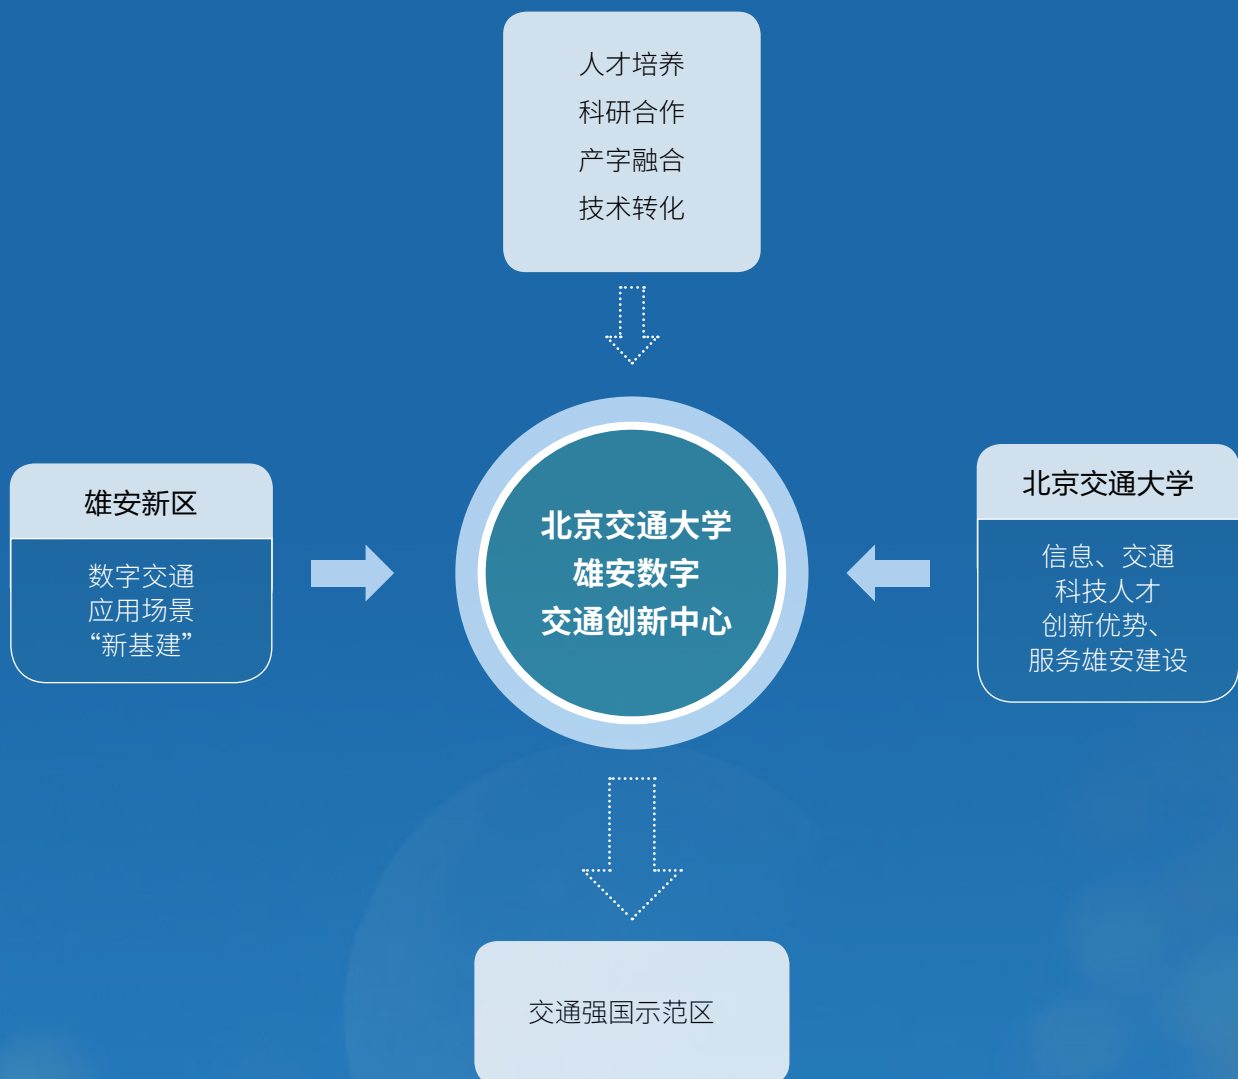 人才培养
科研合作
产字融合
技术转化
雄安新区
数字交通
应用场景
“新基建”
北京交通大学
雄安数字
交通创新中心
北京交通大学
信息、交通
科技人才
创新优势、
服务雄安建设
交通强国示范区